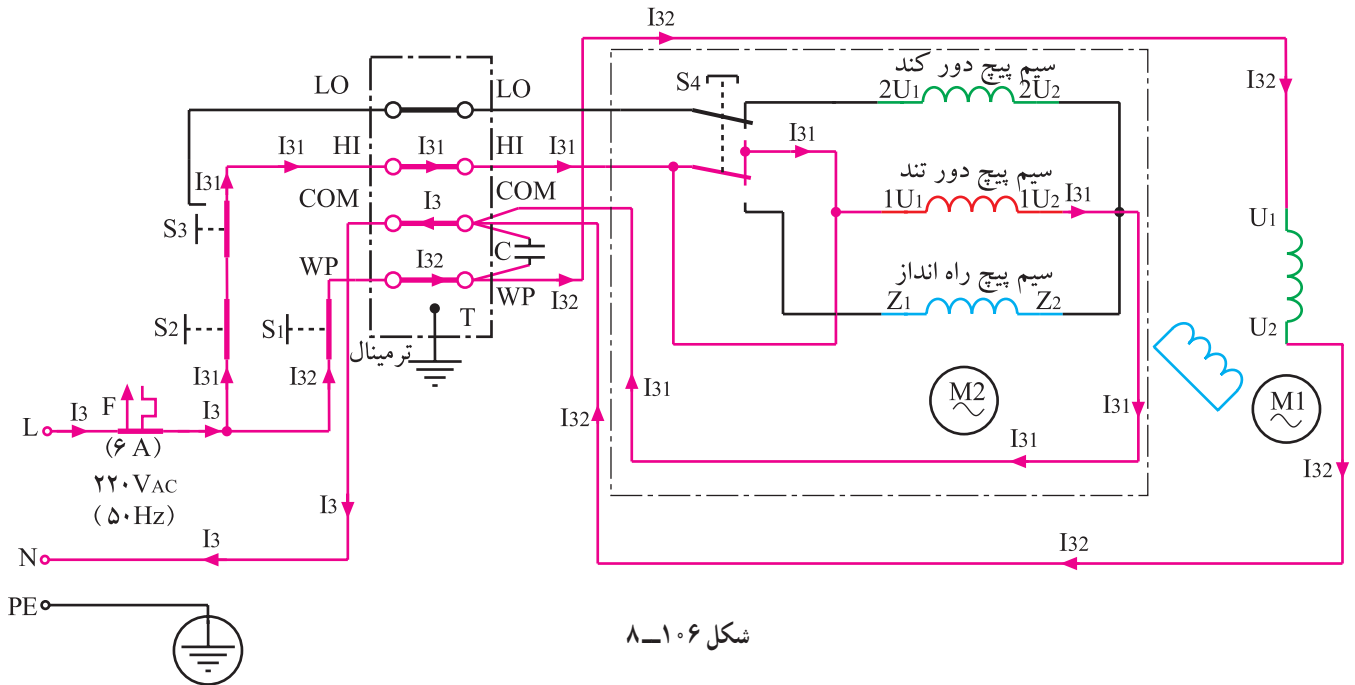 I32
I32
LO
LO
S4
سیم پیچ دور کند
2U1
2U2
I31
HI
I31
HI
I31
I31
I31
COM
I3
COM
سیم پیچ دور تند
1U1
1U2
I31
S3
U1
WP
I32
C
WP
I32
سیم پیچ راه انداز
Z1
Z2
S2
S1
T
U2
ترمینال
I31
I32
I31
M2
M1
I31
I32
L
I3
F
I3
(۶ A)
I31
I32
۲۲۰VAC
(۵۰Hz)
I3
I3
N
I32
PE
شکل ۱۰۶ــ۸